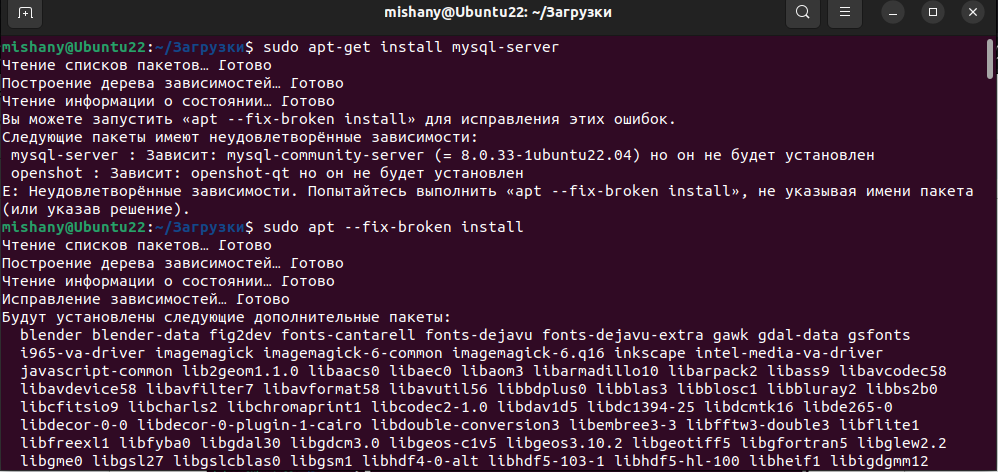 mishany@Ubuntu22: ~/Загрузки
mishany@Ubuntu22:~/Загрузки$ sudo apt-get install mysql-server
Чтение списков пакетов… Готово
Построение дерева зависимостей… Готово
Чтение информации о состоянии… Готово
Вы можете запустить «apt --fix-broken install» для исправления этих ошибок.
Следующие пакеты имеют неудовлетворённые зависимости:
mysql-server : Зависит: mysql-community-server (= 8.0.33-1ubuntu22.04) но он не будет установлен
openshot : Зависит: openshot-qt но он не будет установлен
E: Неудовлетворённые зависимости. Попытайтесь выполнить «apt --fix-broken install», не указывая имени пакета
(или указав решение).
mishany@Ubuntu22:~/Загрузки$ sudo apt --fix-broken install
Чтение списков пакетов… Готово
Построение дерева зависимостей… Готово
Чтение информации о состоянии… Готово
Исправление зависимостей… Готово
Будут установлены следующие дополнительные пакеты:
blender blender-data fig2dev fonts-cantarell fonts-dejavu fonts-dejavu-extra gawk gdal-data gsfonts
i965-va-driver imagemagick imagemagick-6-common imagemagick-6.q16 inkscape intel-media-va-driver
javascript-common lib2geom1.1.0 libaacs0 libaec0 libaom3 libarmadillo10 libarpack2 libass9 libavcodec58
libavdevice58 libavfilter7 libavformat58 libavutil56 libbdplus0 libblas3 libblosc1 libbluray2 libbs2b0
libcfitsio9 libcharls2 libchromaprint1 libcodec2-1.0 libdav1d5 libdc1394-25 libdcmtk16 libde265-0
libdecor-0-0 libdecor-0-plugin-1-cairo libdouble-conversion3 libembree3-3 libfftw3-double3 libflite1
libfreexl1 libfyba0 libgdal30 libgdcm3.0 libgeos-c1v5 libgeos3.10.2 libgeotiff5 libgfortran5 libglew2.2
libgme0 libgsl27 libgslcblas0 libgsm1 libhdf4-0-alt libhdf5-103-1 libhdf5-hl-100 libheif1 libigdgmm12